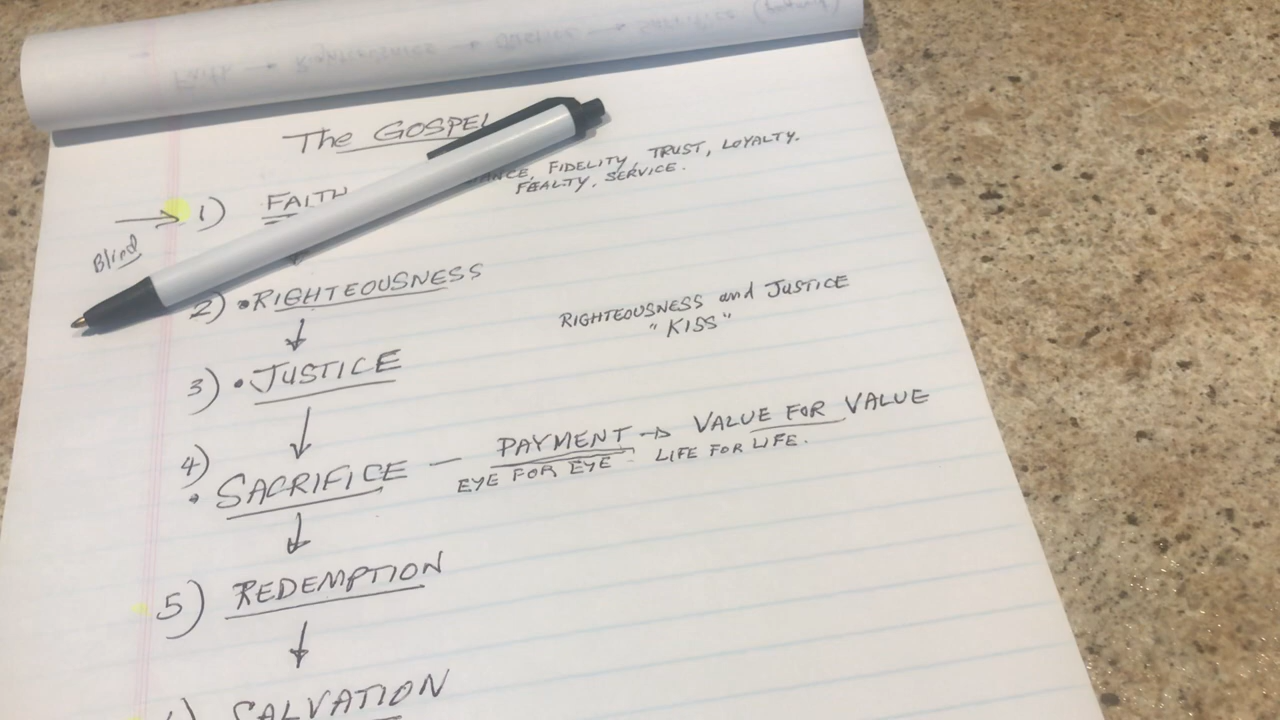 The GOSPEL
1) FAITH FIDELITY, TRUST, LOYALTY.
FEALTY, SERVICE.
Blind
2) • RIGHTEOUSNESS
RIGHTEOUSNESS and JUSTICE
"KISS"
3) • JUSTICE
4) • SACRIFICE — PAYMENT → VALUE FOR VALUE
EYE FOR EYE LIFE FOR LIFE.
5) REDEMPTION
SALVATION